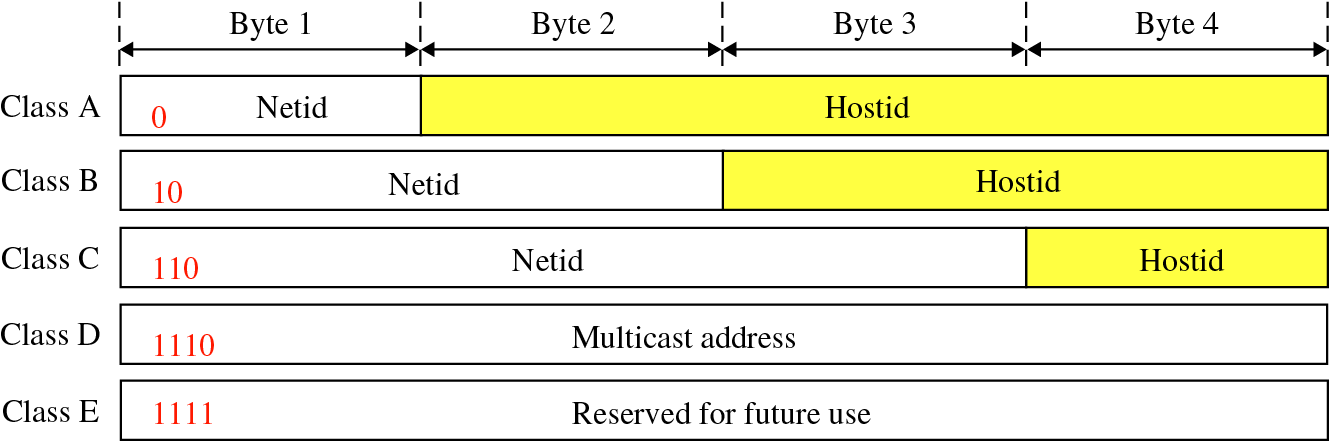 Byte 1 Byte 2 Byte 3 Byte 4
Class A 0 Netid Hostid
Class B 10 Netid Hostid
Class C 110 Netid Hostid
Class D 1110 Multicast address
Class E 1111 Reserved for future use